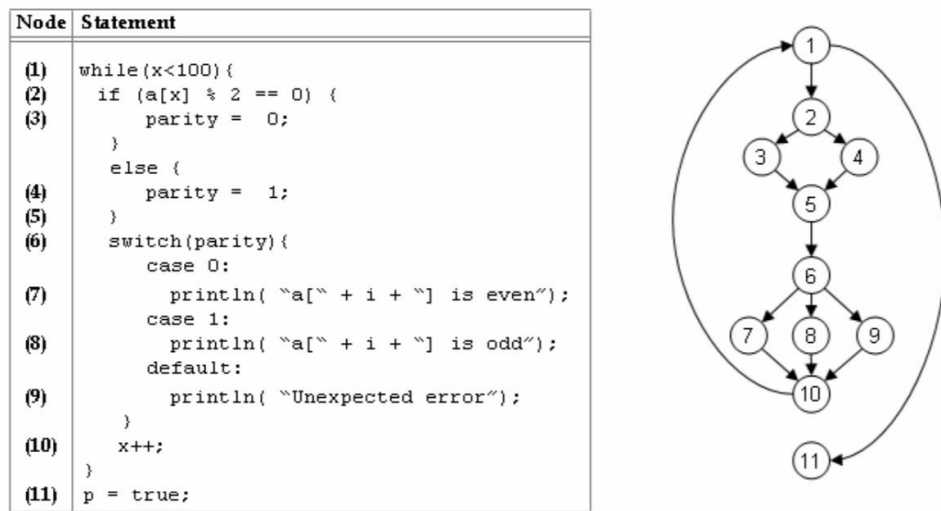 Node Statement
(1) while(x<100){
(2) if (a[x] % 2 == 0) {
(3) parity = 0;
}
else {
(4) parity = 1;
(5) }
(6) switch(parity){
case 0:
(7) println( "a[" + i + "] is even");
case 1:
(8) println( "a[" + i + "] is odd");
default:
(9) println( "Unexpected error");
}
(10) x++;
}
(11) p = true;
1
2
3 4
5
6
7 8 9
10
11